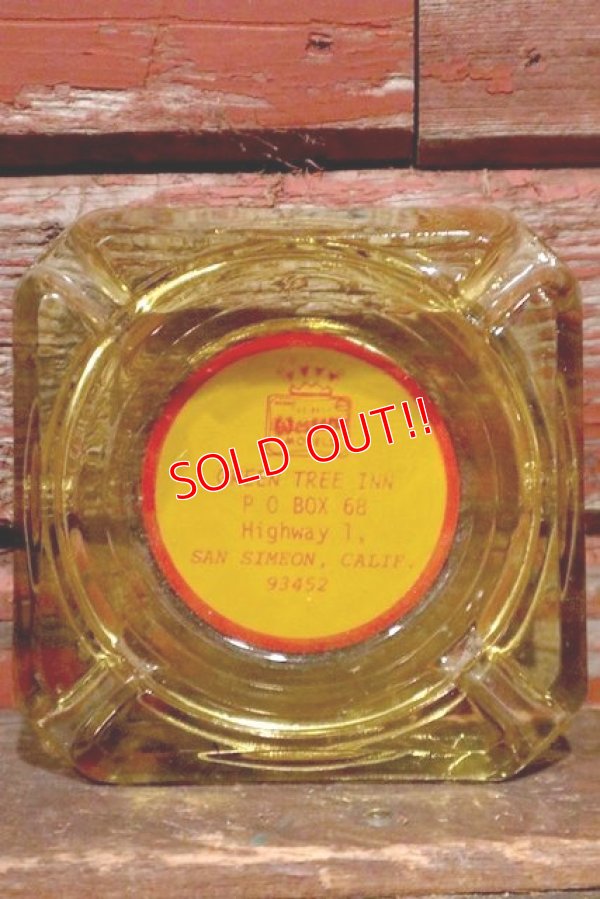 SOLD OUT!!
TREE INN
P O BOX 68
Highway 1,
SAN SIMEON, CALIF.
93452